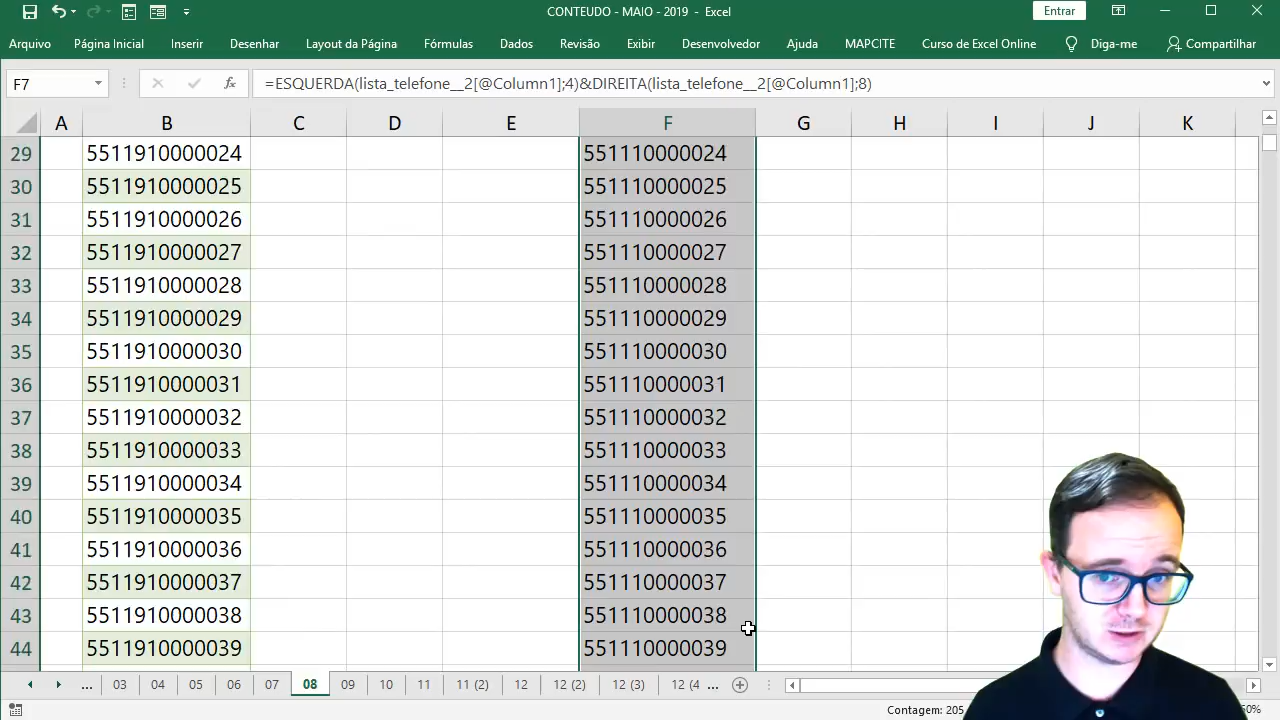 CONTEUDO - MAIO - 2019 - Excel
Entrar
Arquivo Página Inicial Inserir Desenhar Layout da Página Fórmulas Dados Revisão Exibir Desenvolvedor Ajuda MAPCITE Curso de Excel Online Diga-me Compartilhar
F7 fx =ESQUERDA(lista_telefone__2[@Column1];4)&DIREITA(lista_telefone__2[@Column1];8)
A B C D E F G H I J K
29 5511910000024 551110000024
30 5511910000025 551110000025
31 5511910000026 551110000026
32 5511910000027 551110000027
33 5511910000028 551110000028
34 5511910000029 551110000029
35 5511910000030 551110000030
36 5511910000031 551110000031
37 5511910000032 551110000032
38 5511910000033 551110000033
39 5511910000034 551110000034
40 5511910000035 551110000035
41 5511910000036 551110000036
42 5511910000037 551110000037
43 5511910000038 551110000038
44 5511910000039 551110000039
... 03 04 05 06 07 08 09 10 11 11 (2) 12 12 (2) 12 (3) 12 (4 ...
Contagem: 205